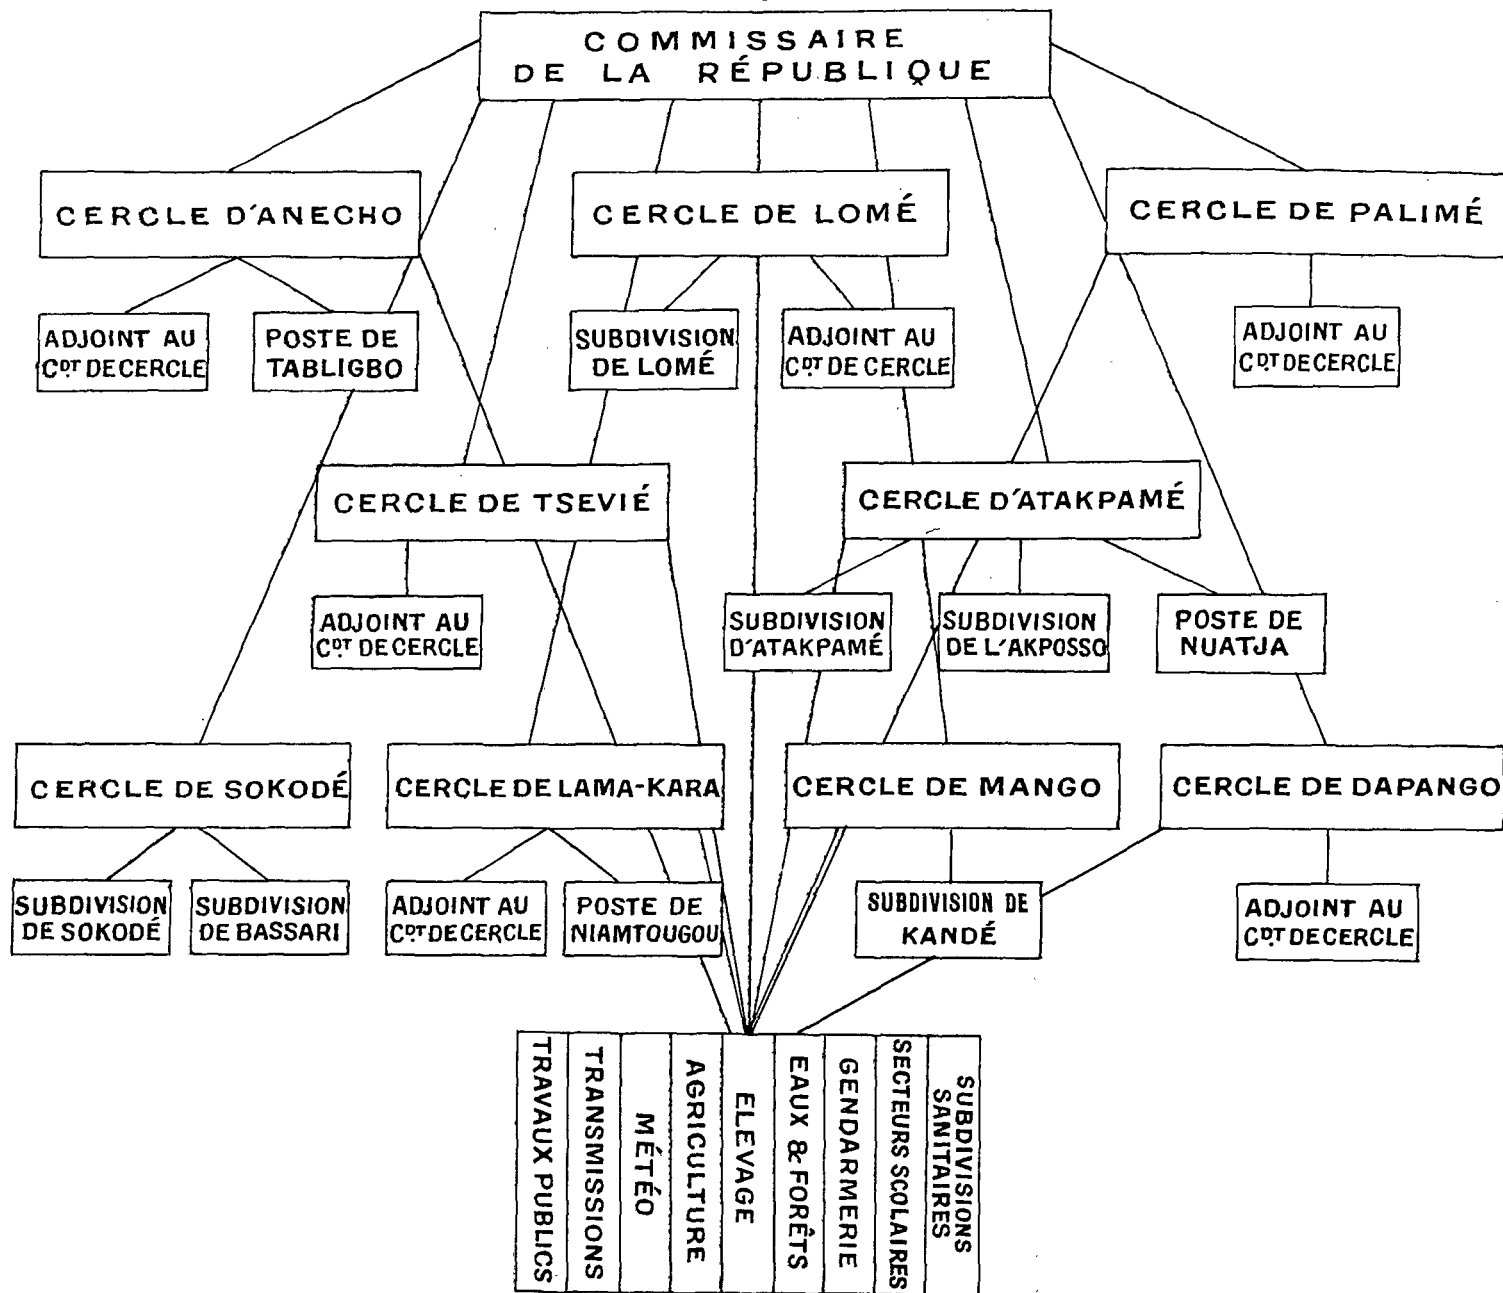 COMMISSAIRE
DE LA RÉPUBLIQUE
CERCLE D'ANECHO
CERCLE DE LOMÉ
CERCLE DE PALIMÉ
ADJOINT AU
CDT DE CERCLE
POSTE DE
TABLIGBO
SUBDIVISION
DE LOMÉ
ADJOINT AU
CDT DE CERCLE
ADJOINT AU
CDT DE CERCLE
CERCLE DE TSEVIÉ
CERCLE D'ATAKPAMÉ
ADJOINT AU
CDT DE CERCLE
SUBDIVISION
D'ATAKPAMÉ
SUBDIVISION
DE L'AKPOSSO
POSTE DE
NUATJA
CERCLE DE SOKODÉ
CERCLE DE LAMA-KARA
CERCLE DE MANGO
CERCLE DE DAPANGO
SUBDIVISION
DE SOKODÉ
SUBDIVISION
DE BASSARI
ADJOINT AU
CDT DE CERCLE
POSTE DE
NIAMTOUGOU
SUBDIVISION DE
KANDÉ
ADJOINT AU
CDT DE CERCLE
TRAVAUX PUBLICS
TRANSMISSIONS
MÉTÉO
AGRICULTURE
ELEVAGE
EAUX & FORÊTS
GENDARMERIE
SECTEURS SCOLAIRES
SUBDIVISIONS
SANITAIRES